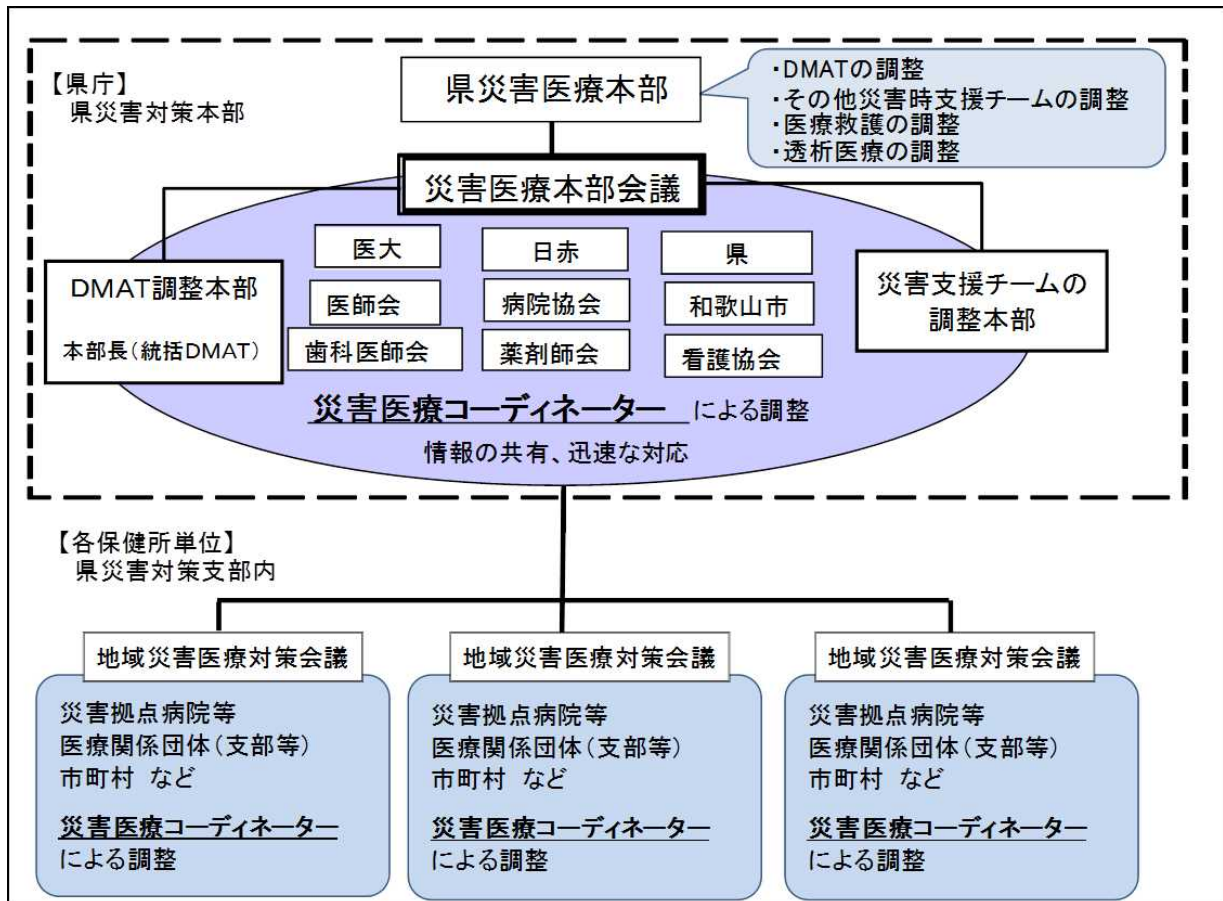 【県庁】
県災害対策本部
県災害医療本部
・DMATの調整
・その他災害時支援チームの調整
・医療救護の調整
・透析医療の調整
災害医療本部会議
DMAT調整本部
本部長（統括DMAT）
医大
日赤
県
医師会
病院協会
和歌山市
歯科医師会
薬剤師会
看護協会
災害支援チームの
調整本部
災害医療コーディネーター による調整
情報の共有、迅速な対応
【各保健所単位】
県災害対策支部内
地域災害医療対策会議
災害拠点病院等
医療関係団体（支部等）
市町村 など
災害医療コーディネーター
による調整
地域災害医療対策会議
災害拠点病院等
医療関係団体（支部等）
市町村 など
災害医療コーディネーター
による調整
地域災害医療対策会議
災害拠点病院等
医療関係団体（支部等）
市町村 など
災害医療コーディネーター
による調整